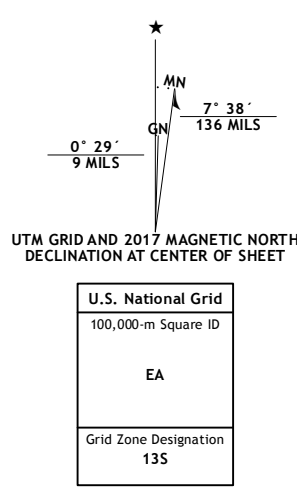 ★
MN
7° 38´
136 MILS
GN
0° 29´
9 MILS
UTM GRID AND 2017 MAGNETIC NORTH
DECLINATION AT CENTER OF SHEET
U.S. National Grid
100,000-m Square ID
EA
Grid Zone Designation
13S